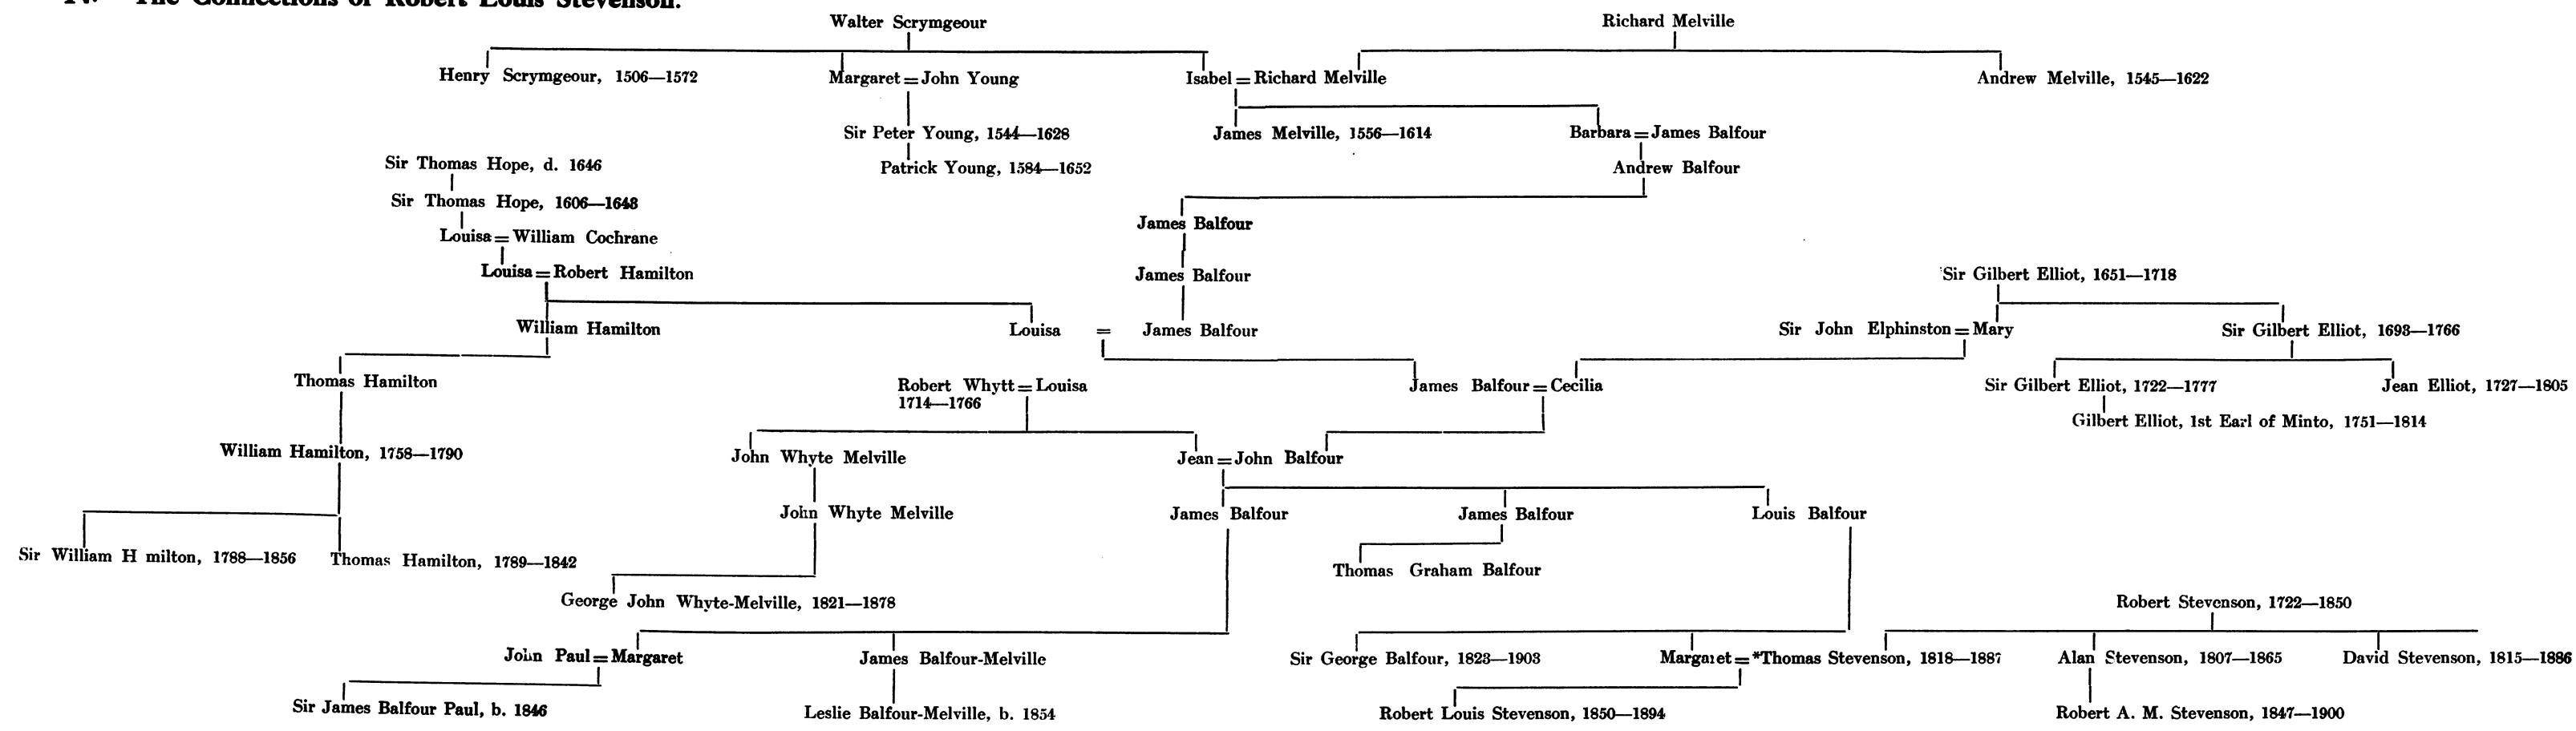 The Connections of Robert Louis Stevenson.
Walter Scrymgeour
Richard Melville
Henry Scrymgeour, 1506—1572
Margaret = John Young
Isabel = Richard Melville
Andrew Melville, 1545—1622
Sir Peter Young, 1544—1628
James Melville, 1556—1614
Barbara = James Balfour
Sir Thomas Hope, d. 1646
Patrick Young, 1584—1652
Andrew Balfour
Sir Thomas Hope, 1606—1648
James Balfour
Louisa = William Cochrane
Louisa = Robert Hamilton
James Balfour
Sir Gilbert Elliot, 1651—1718
William Hamilton
Louisa = James Balfour
Sir John Elphinston = Mary
Sir Gilbert Elliot, 1693—1766
Thomas Hamilton
Robert Whytt = Louisa
1714—1766
James Balfour = Cecilia
Sir Gilbert Elliot, 1722—1777
Jean Elliot, 1727—1805
Gilbert Elliot, 1st Earl of Minto, 1751—1814
William Hamilton, 1758—1790
John Whyte Melville
Jean = John Balfour
John Whyte Melville
James Balfour
James Balfour
Louis Balfour
Sir William H milton, 1788—1856
Thomas Hamilton, 1789—1842
Thomas Graham Balfour
George John Whyte-Melville, 1821—1878
Robert Stevenson, 1722—1850
John Paul = Margaret
James Balfour-Melville
Sir George Balfour, 1823—1903
Margaret = *Thomas Stevenson, 1818—1887
Alan Stevenson, 1807—1865
David Stevenson, 1815—1886
Sir James Balfour Paul, b. 1846
Leslie Balfour-Melville, b. 1854
Robert Louis Stevenson, 1850—1894
Robert A. M. Stevenson, 1847—1900